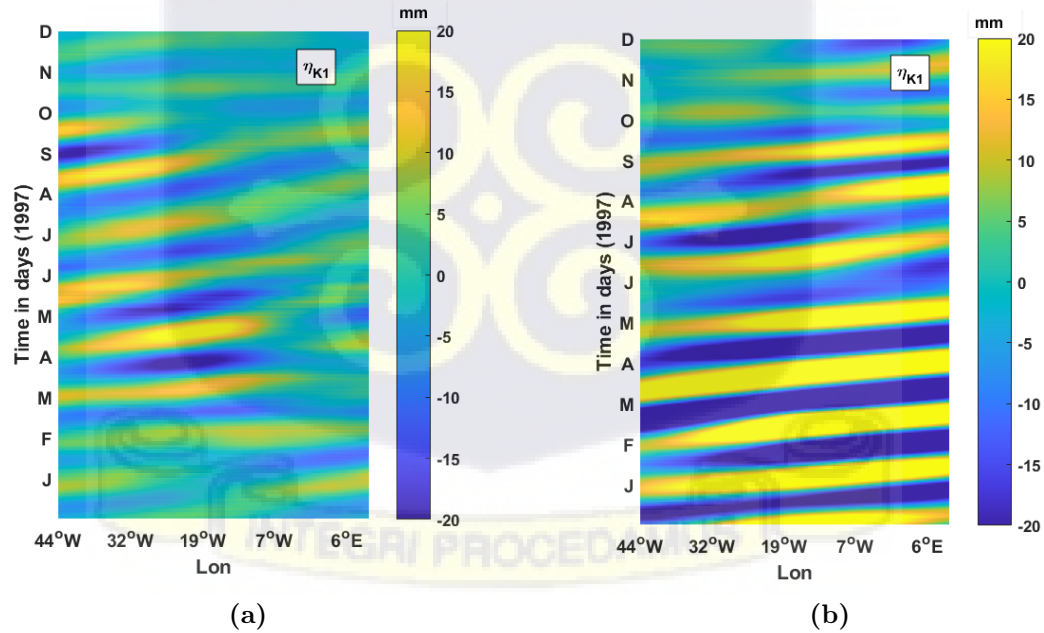 mm
20
15
10
5
0
-5
-10
-15
-20
D
N
O
S
A
J
J
M
A
M
F
J
Time in days (1997)
ηK1
44°W 32°W 19°W 7°W 6°E
Lon
(a)
mm
20
15
10
5
0
-5
-10
-15
-20
D
N
O
S
A
J
J
M
A
M
F
J
Time in days (1997)
ηK1
44°W 32°W 19°W 7°W 6°E
Lon
(b)
INTEGRI PROCEDAMUS